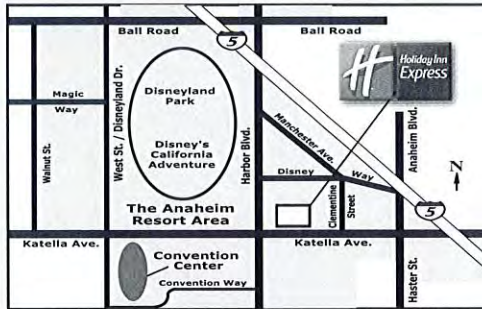 Ball Road
Ball Road
5
Holiday Inn
Express
Magic
Way
Walnut St.
West St. / Disneyland Dr.
Disneyland
Park
Disney's
California
Adventure
Harbor Blvd.
Manchester Ave.
Anaheim Blvd.
N
Disney Way
Clementine
Street
The Anaheim
Resort Area
5
Katella Ave.
Katella Ave.
Convention
Center
Convention Way
Haster St.